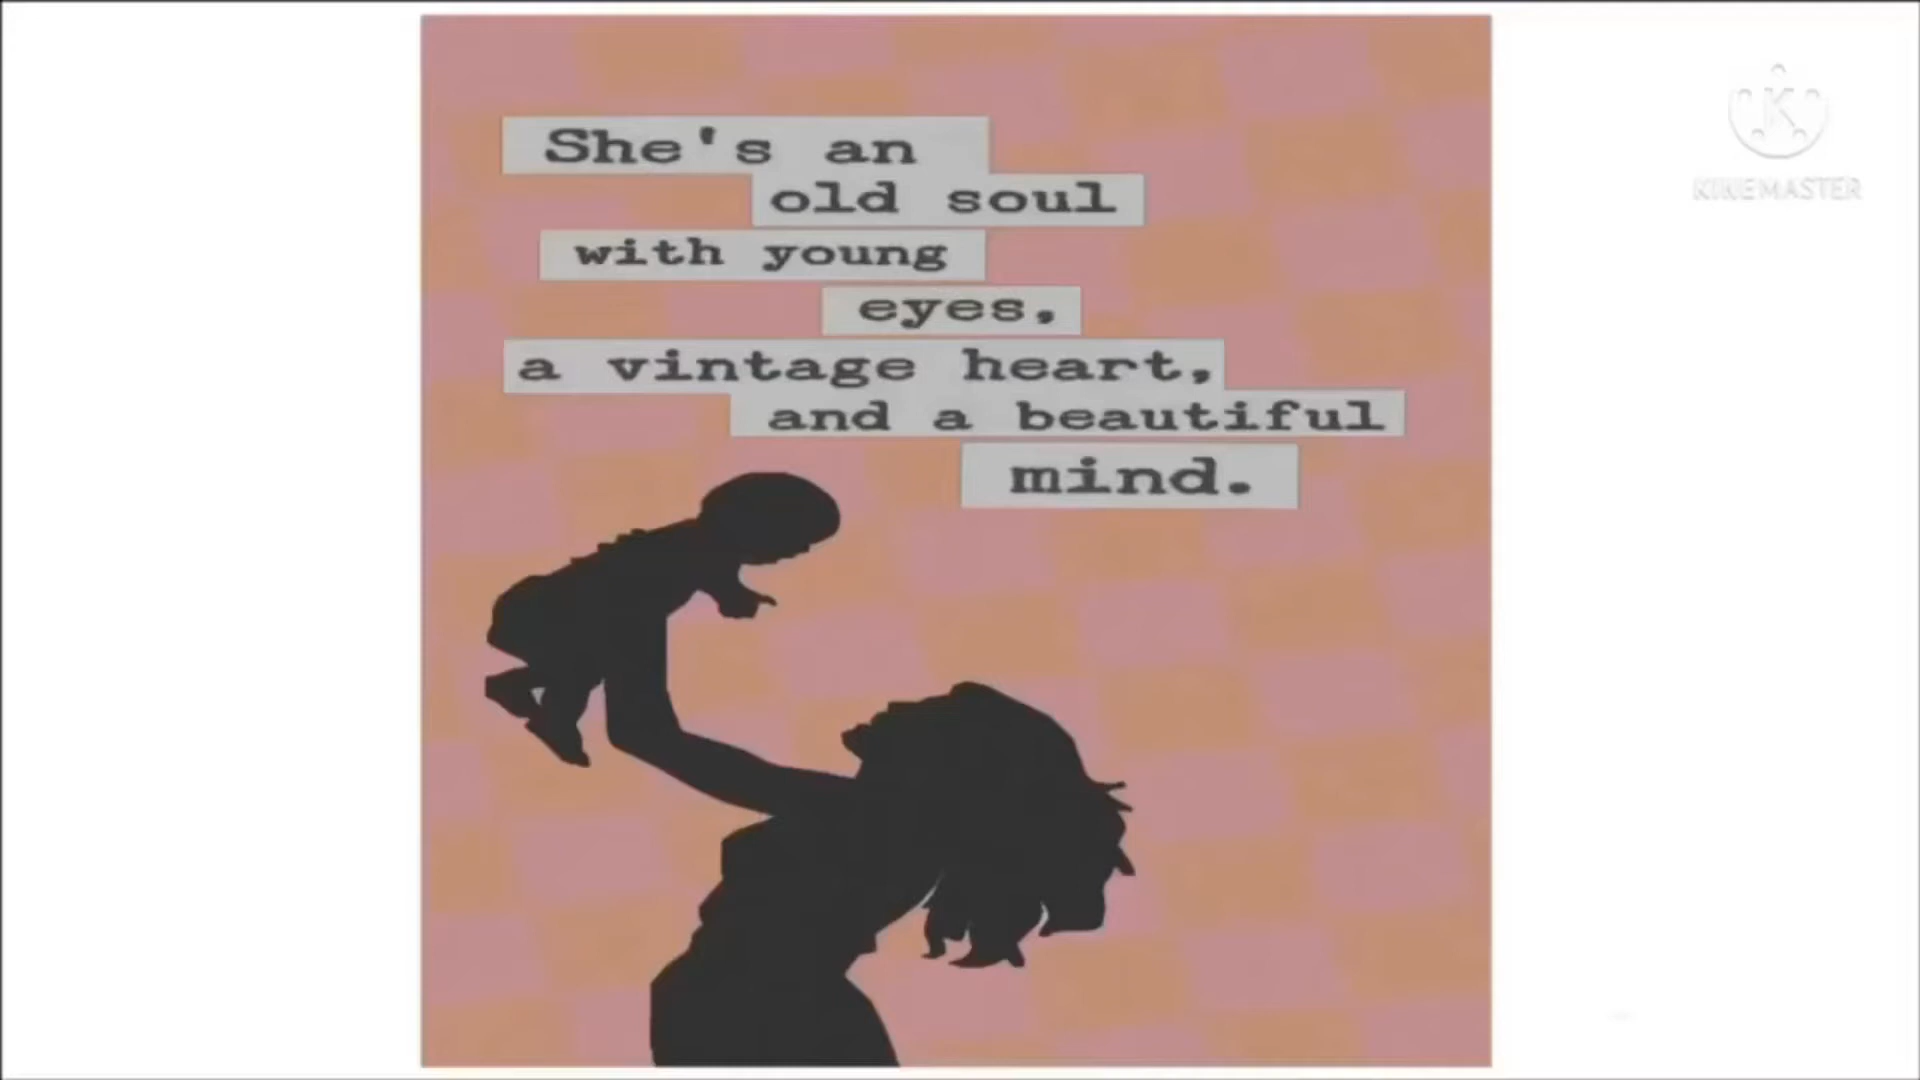 She's an
old soul
with young
eyes,
a vintage heart,
and a beautiful
mind.
K
KINEMASTER